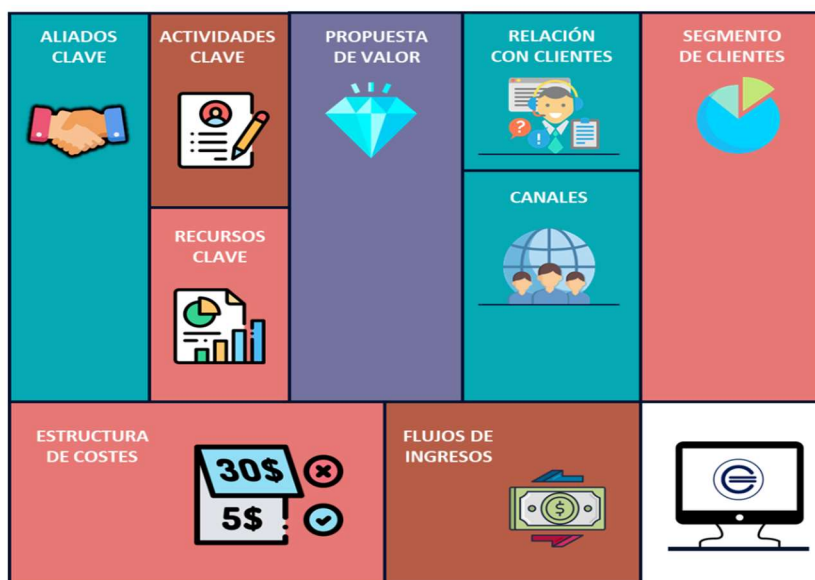 ALIADOS
CLAVE
ACTIVIDADES
CLAVE
PROPUESTA
DE VALOR
RELACIÓN
CON CLIENTES
SEGMENTO
DE CLIENTES
?
!
RECURSOS
CLAVE
CANALES
ESTRUCTURA
DE COSTES
30$
5$
FLUJOS DE
INGRESOS
$